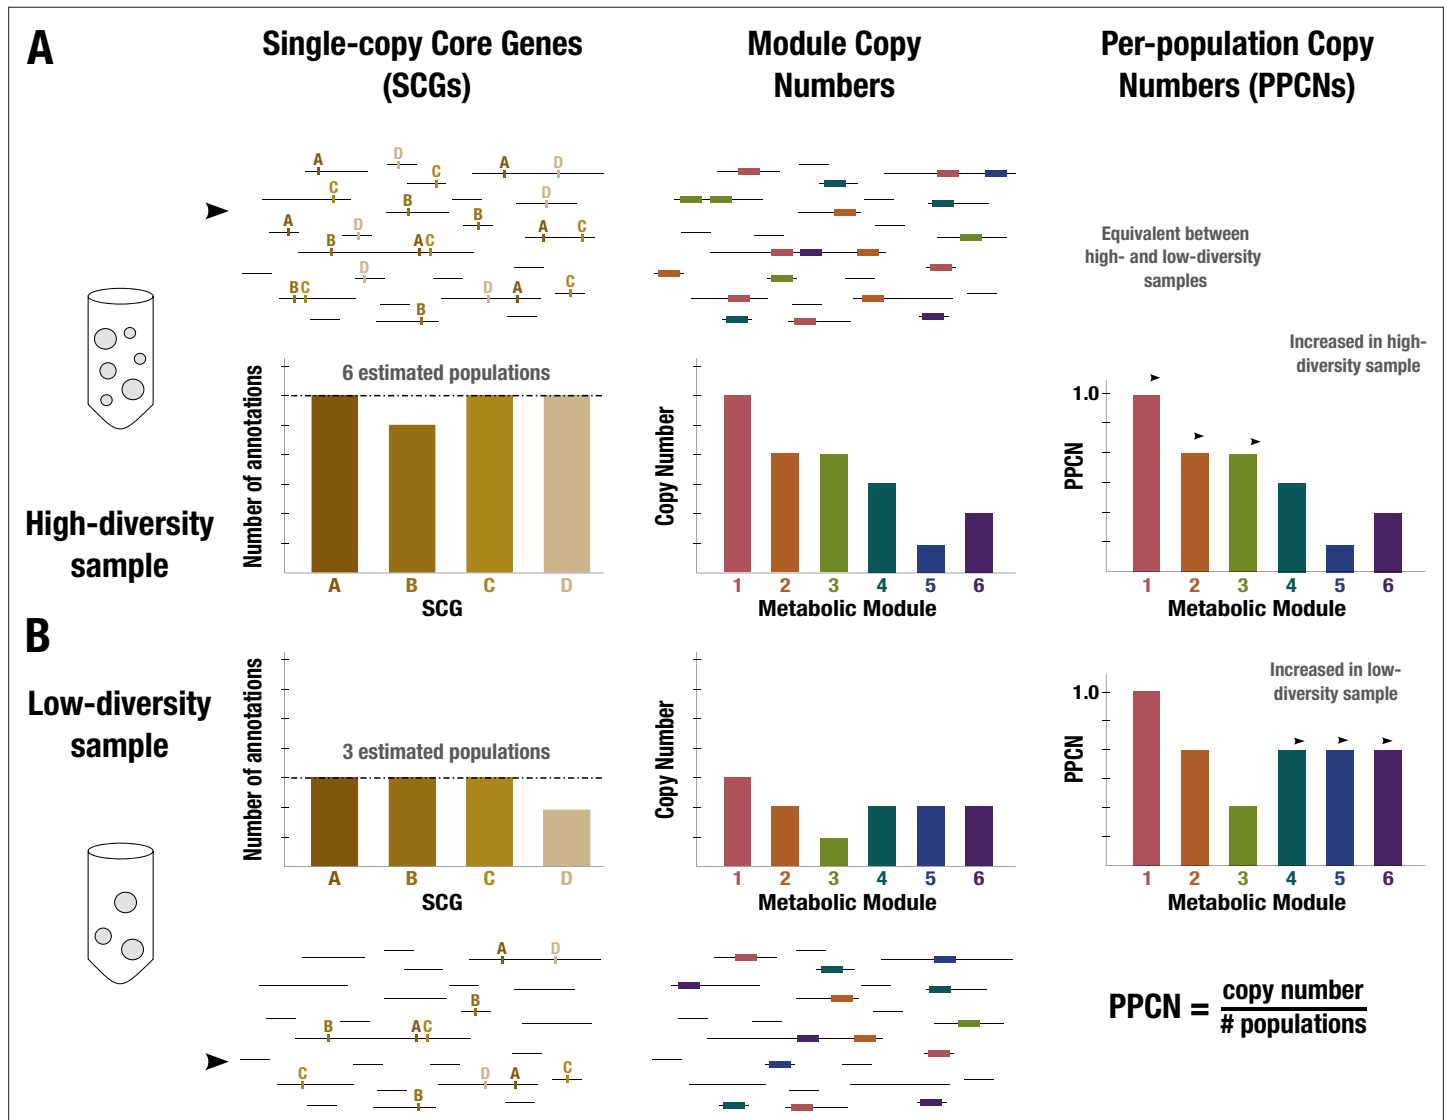 A
Single-copy Core Genes
(SCGs)
Module Copy
Numbers
Per-population Copy
Numbers (PPCNs)
A D C A D
C B D
A D B A C
B A C
D
B C D A C
B
Equivalent between
high- and low-diversity
samples
Increased in high-
diversity sample
High-diversity
sample
Number of annotations
6 estimated populations
A B C D
SCG
Copy Number
1 2 3 4 5 6
Metabolic Module
PPCN
1.0
1 2 3 4 5 6
Metabolic Module
B
Low-diversity
sample
Number of annotations
3 estimated populations
A B C D
SCG
Copy Number
1 2 3 4 5 6
Metabolic Module
Increased in low-
diversity sample
PPCN
1.0
1 2 3 4 5 6
Metabolic Module
A D
B
B A C
C D A C
B
PPCN = copy number
# populations